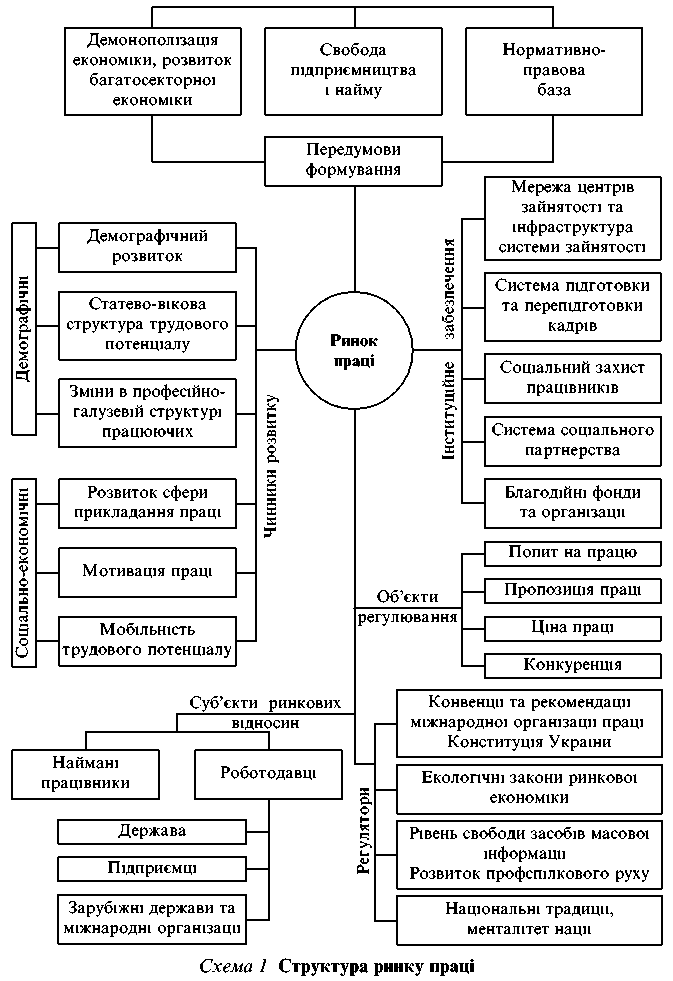 Демонополізація
економіки, розвиток
багатосекторної
економіки
Свобода
підприємництва
і найму
Нормативно-
правова
база
Передумови
формування
Демографічні
Демографічний
розвиток
Статево-вікова
структура трудового
потенціалу
Зміни в професійно-
галузевій структурі
працюючих
Соціально-економічні
Розвиток сфери
прикладання праці
Мотивація праці
Мобільність
трудового потенціалу
Чинники розвитку
Ринок
праці
Інституційне забезпечення
Мережа центрів
зайнятості та
інфраструктура
системи зайнятості
Система підготовки
та перепідготовки
кадрів
Соціальний захист
працівників
Система соціального
партнерства
Благодійні фонди
та організації
Об’єкти
регулювання
Попит на працю
Пропозиція праці
Ціна праці
Конкуренція
Суб’єкти ринкових
відносин
Наймані
працівники
Роботодавці
Держава
Підприємці
Зарубіжні держави та
міжнародні організації
Регулятори
Конвенції та рекомендації
міжнародної організації праці
Конституція України
Екологічні закони ринкової
економіки
Рівень свободи засобів масової
інформації
Розвиток профспілкового руху
Національні традиції,
менталітет нації
Схема 1 Структура ринку праці